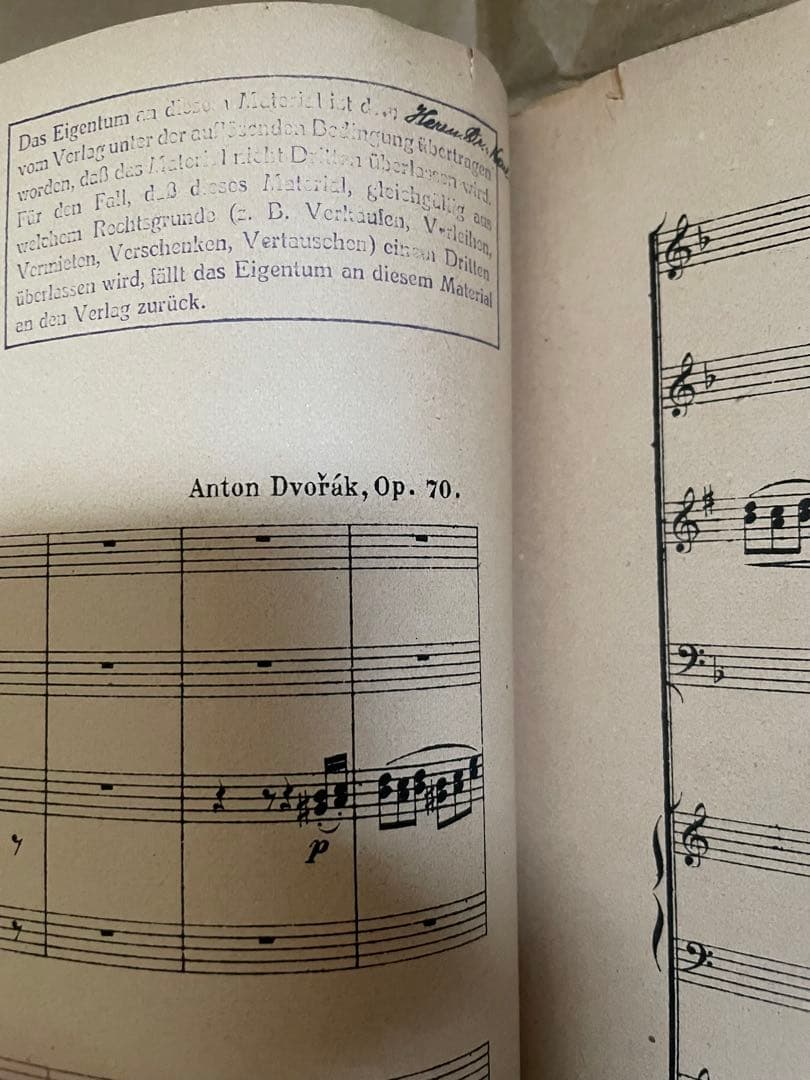 Das Eigentum an diesem Material ist dem Herrn Dr.
vom Verlag unter der auflösenden Bedingung übertragen
worden, daß das Material nicht Dritten überlassen wird.
Für den Fall, daß dieses Material, gleichgültig aus
welchem Rechtsgrunde (z. B. Verkaufen, Verleihen,
Vermieten, Verschenken, Vertauschen) einem Dritten
überlassen wird, fällt das Eigentum an diesem Material
an den Verlag zurück.
Anton Dvořák, Op. 70.
p